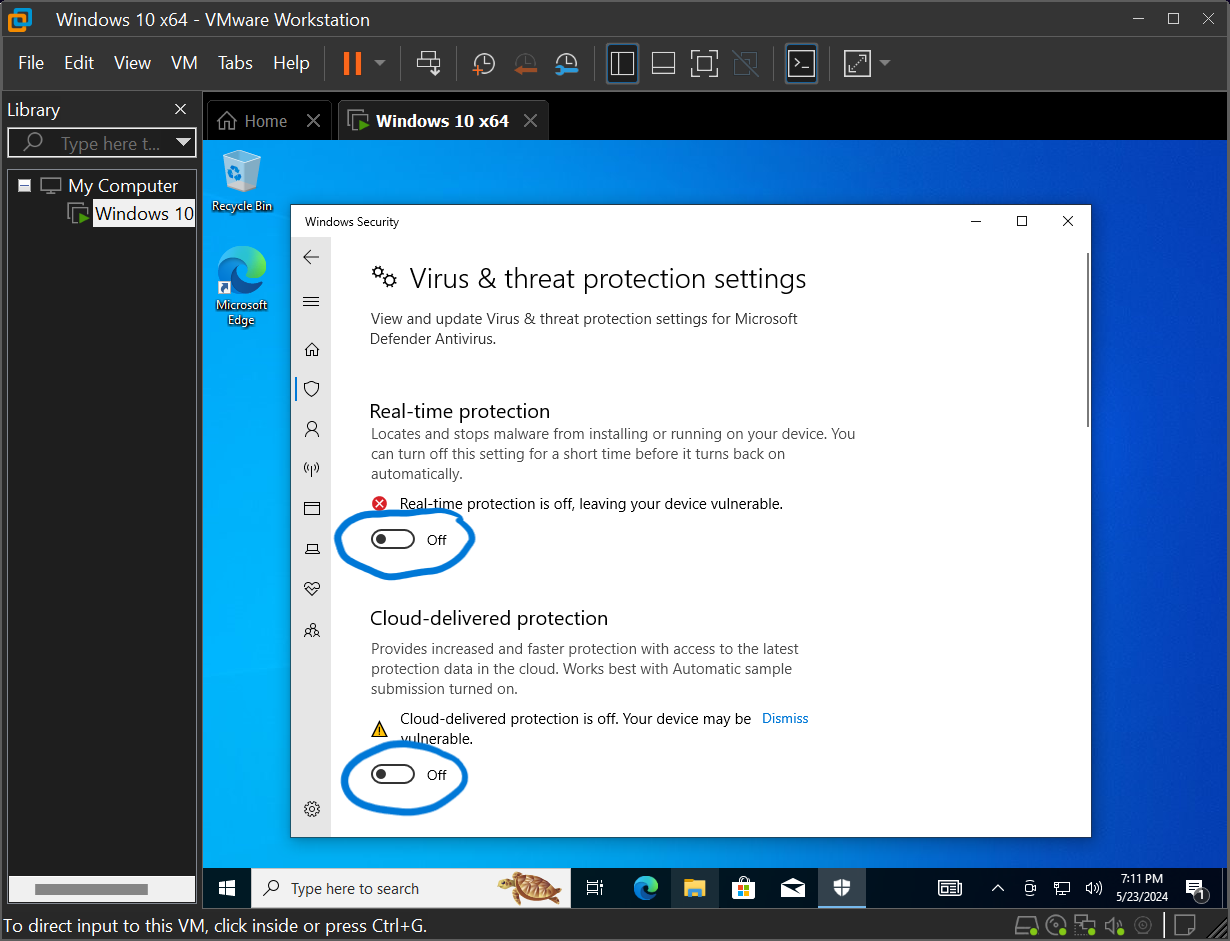 Windows 10 x64 - VMware Workstation
File Edit View VM Tabs Help
Library
Type here t...
My Computer
Windows 10
Home
Windows 10 x64
Recycle Bin
Microsoft
Edge
Windows Security
Virus & threat protection settings
View and update Virus & threat protection settings for Microsoft
Defender Antivirus.
Real-time protection
Locates and stops malware from installing or running on your device. You
can turn off this setting for a short time before it turns back on
automatically.
Real-time protection is off, leaving your device vulnerable.
Off
Cloud-delivered protection
Provides increased and faster protection with access to the latest
protection data in the cloud. Works best with Automatic sample
submission turned on.
Cloud-delivered protection is off. Your device may be Dismiss
vulnerable.
Off
Type here to search
7:11 PM
5/23/2024
1
To direct input to this VM, click inside or press Ctrl+G.